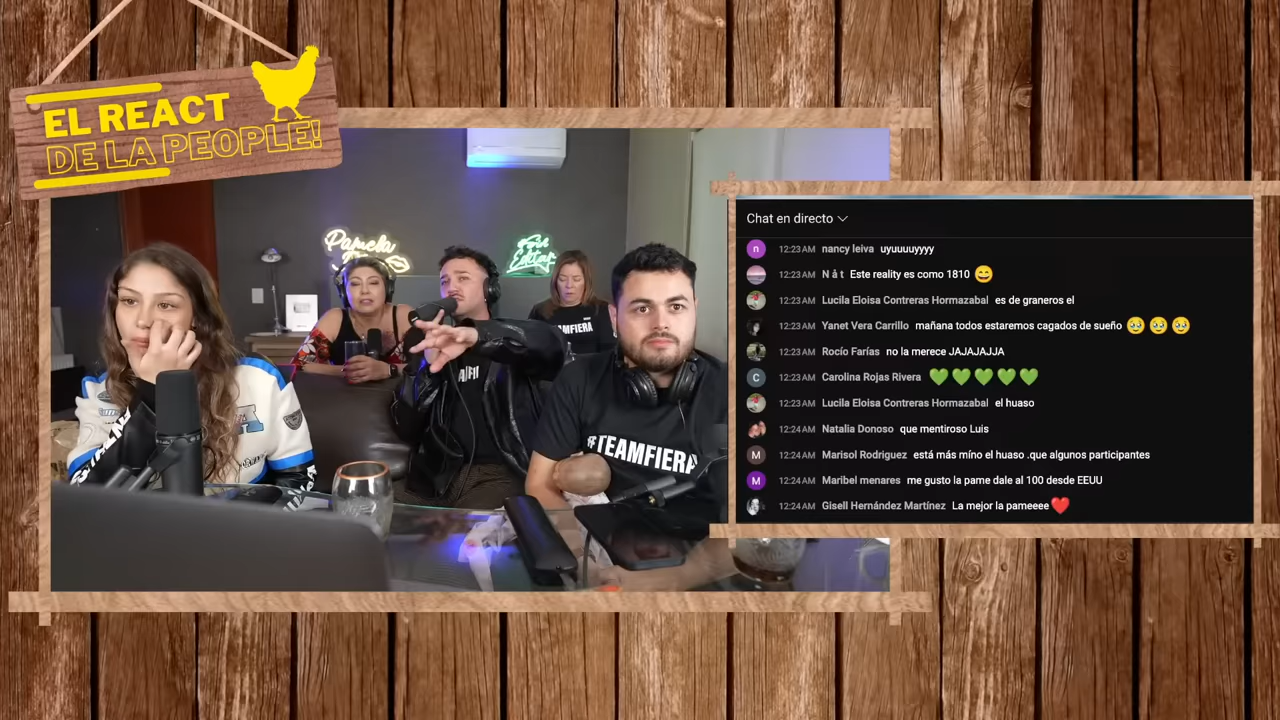 EL REACT
DE LA PEOPLE!
Pamela
#TEAMFIERA
Chat en directo
12:23 AM nancy leiva uyuuuuyyyy
12:23 AM N å t Este reality es como 1810 😄
12:23 AM Lucila Eloisa Contreras Hormazabal es de graneros el
12:23 AM Yanet Vera Carrillo mañana todos estaremos cagados de sueño 🥹🥹🥹
12:23 AM Rocío Farías no la merece JAJAJAJJA
12:23 AM Carolina Rojas Rivera 💚💚💚💚💚
12:23 AM Lucila Eloisa Contreras Hormazabal el huaso
12:24 AM Natalia Donoso que mentiroso Luis
12:24 AM Marisol Rodriguez está más míno el huaso .que algunos participantes
12:24 AM Maribel menares me gusto la pame dale al 100 desde EEUU
12:24 AM Gisell Hernández Martínez La mejor la pameeee❤️